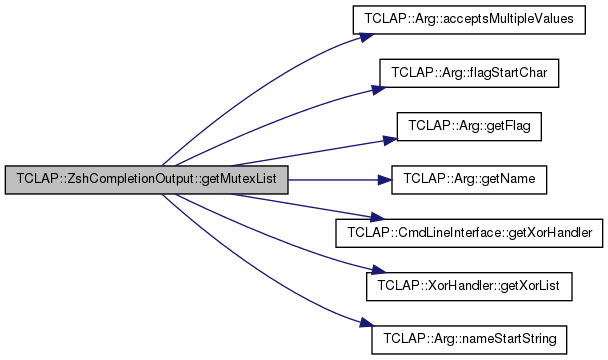 TCLAP::Arg::acceptsMultipleValues
TCLAP::Arg::flagStartChar
TCLAP::Arg::getFlag
TCLAP::ZshCompletionOutput::getMutexList
TCLAP::Arg::getName
TCLAP::CmdLineInterface::getXorHandler
TCLAP::XorHandler::getXorList
TCLAP::Arg::nameStartString